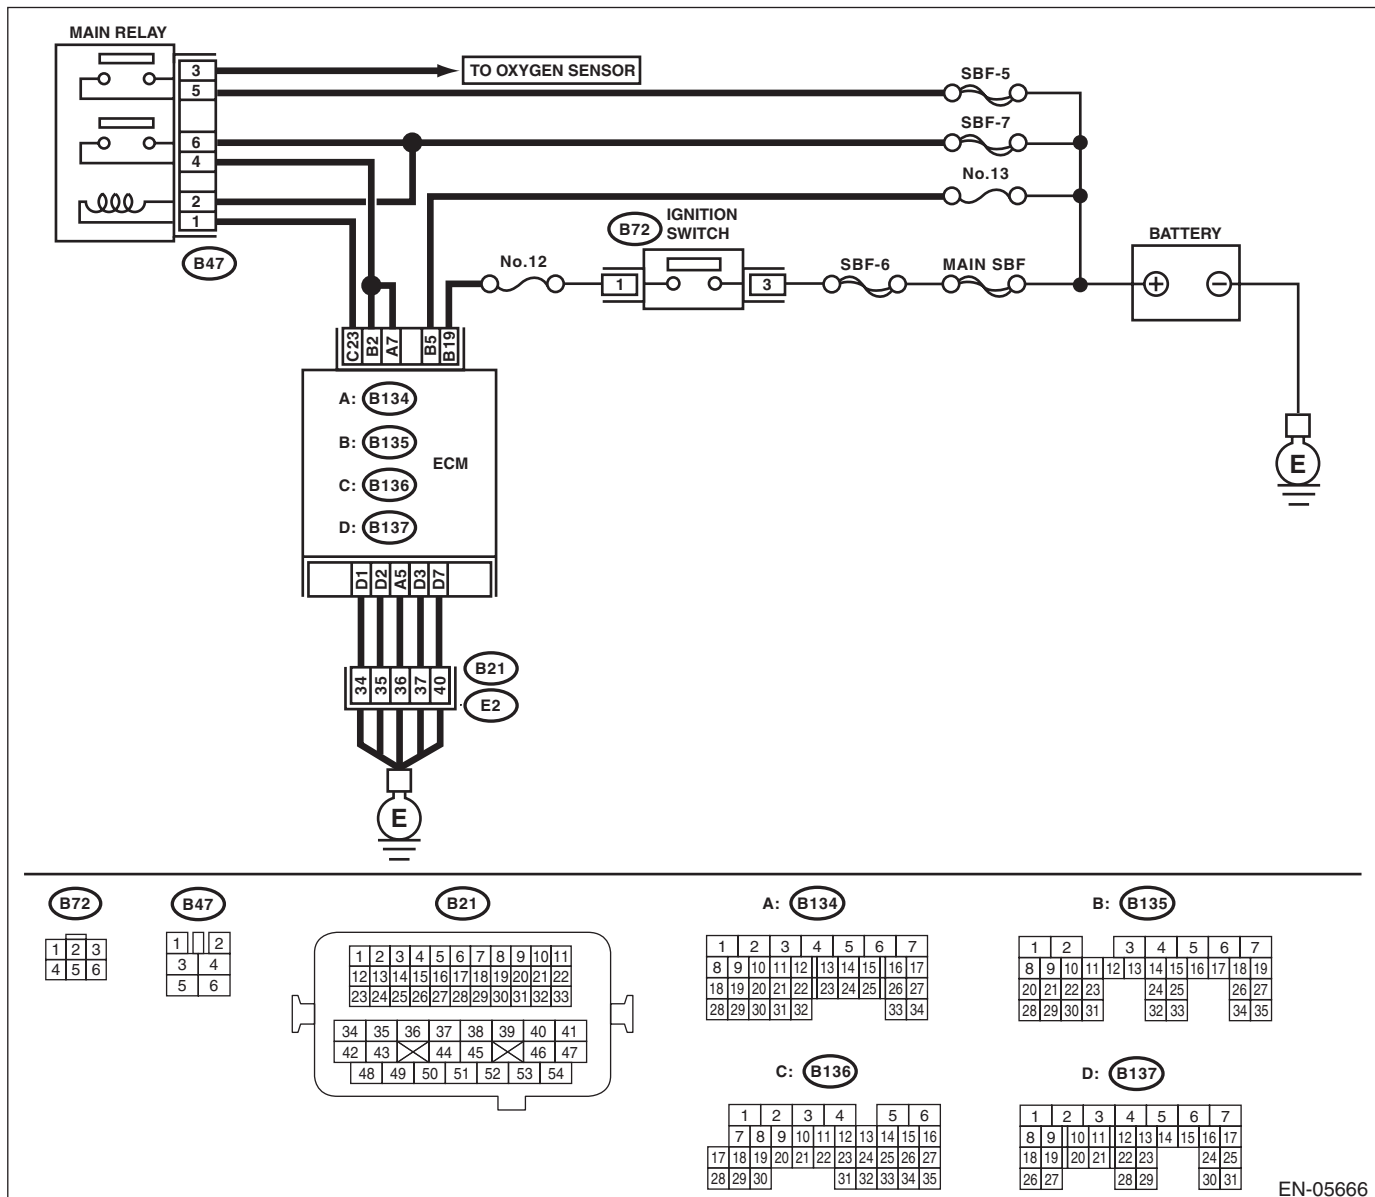 MAIN RELAY
3
TO OXYGEN SENSOR
5
SBF-5
6
SBF-7
4
No.13
2
1
B47
B72
IGNITION
SWITCH
No.12
1
3
SBF-6
MAIN SBF
BATTERY
+
−
E
C23
B2
A7
B5
B19
A: B134
B: B135
ECM
C: B136
D: B137
D1
D2
A5
D3
D7
34
35
36
37
40
B21
E2
E
B72
1 2 3
4 5 6
B47
1 2
3 4
5 6
B21
1 2 3 4 5 6 7 8 9 10 11
12 13 14 15 16 17 18 19 20 21 22
23 24 25 26 27 28 29 30 31 32 33
34 35 36 37 38 39 40 41
42 43 44 45 46 47
48 49 50 51 52 53 54
A: B134
1 2 3 4 5 6 7
8 9 10 11 12 13 14 15 16 17
18 19 20 21 22 23 24 25 26 27
28 29 30 31 32 33 34
B: B135
1 2 3 4 5 6 7
8 9 10 11 12 13 14 15 16 17 18 19
20 21 22 23 24 25 26 27
28 29 30 31 32 33 34 35
C: B136
1 2 3 4 5 6
7 8 9 10 11 12 13 14 15 16
17 18 19 20 21 22 23 24 25 26 27
28 29 30 31 32 33 34 35
D: B137
1 2 3 4 5 6 7
8 9 10 11 12 13 14 15 16 17
18 19 20 21 22 23 24 25
26 27 28 29 30 31
EN-05666